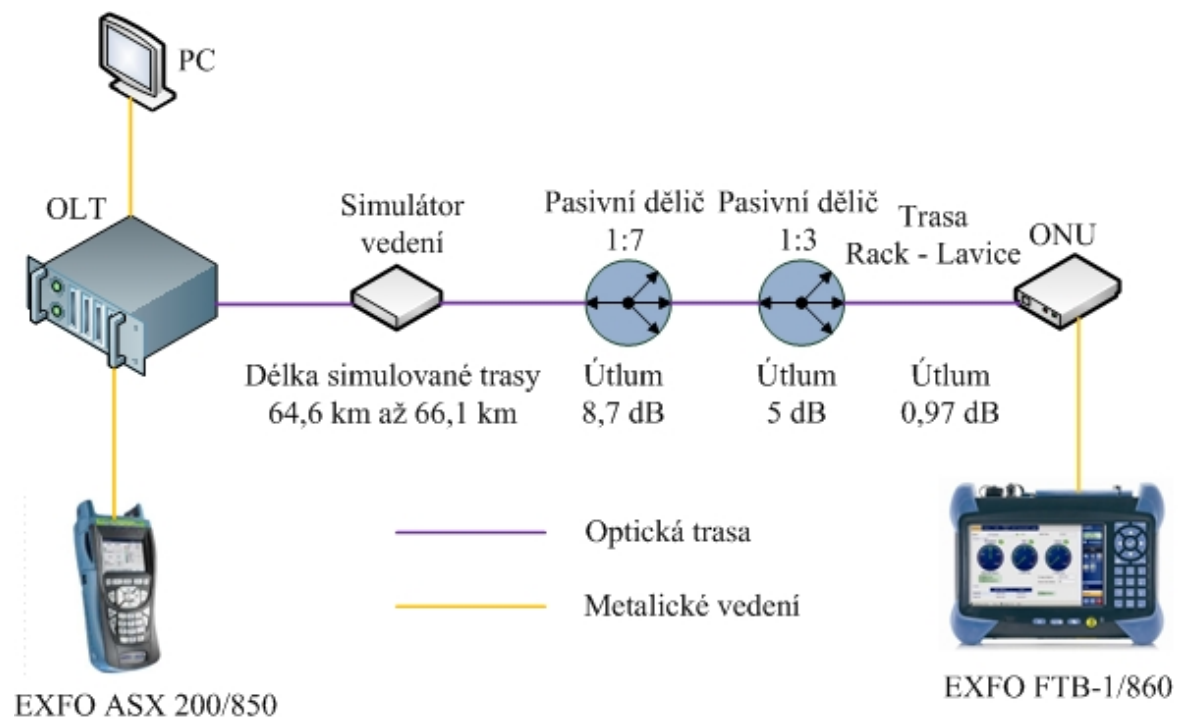 PC
OLT
Simulátor
vedení
Pasivní dělič
1:7
Pasivní dělič
1:3
Trasa
Rack - Lavice
ONU
Délka simulované trasy
64,6 km až 66,1 km
Útlum
8,7 dB
Útlum
5 dB
Útlum
0,97 dB
Optická trasa
Metalické vedení
EXFO ASX 200/850
EXFO FTB-1/860